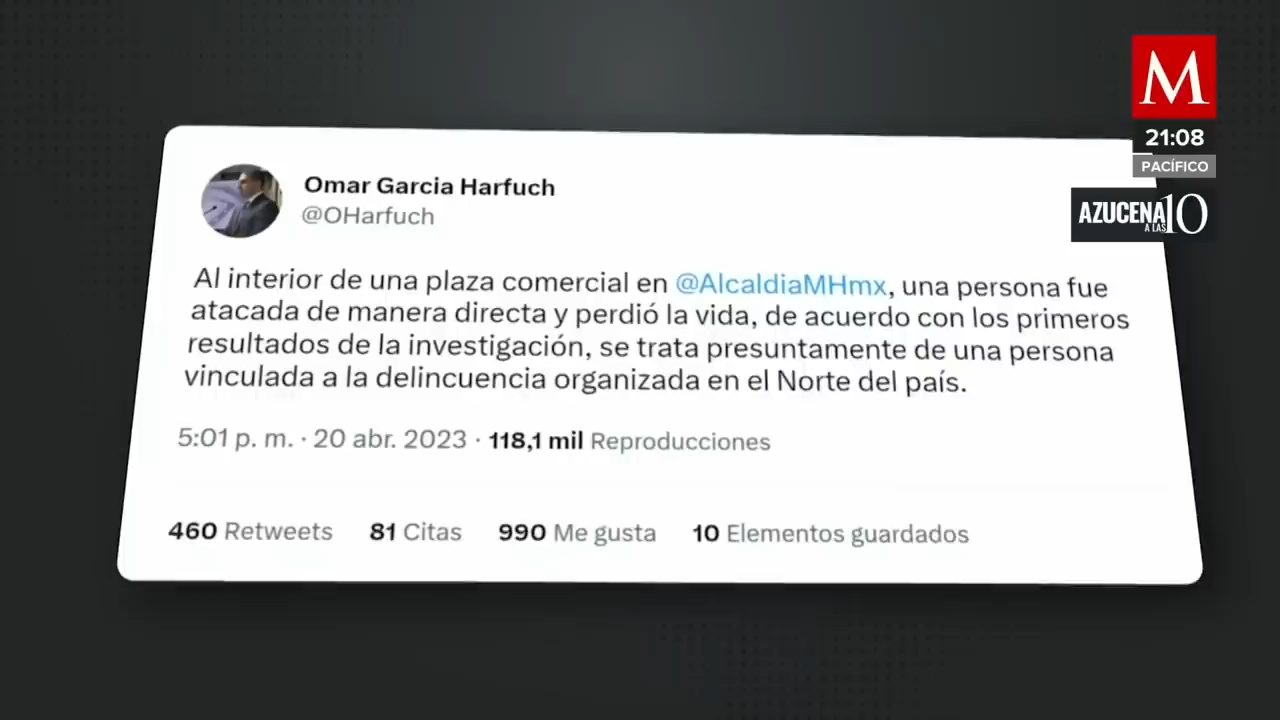 M
21:08
PACÍFICO
AZUCENA
A LAS 10
Omar Garcia Harfuch
@OHarfuch
Al interior de una plaza comercial en @AlcaldiaMHmx, una persona fue
atacada de manera directa y perdió la vida, de acuerdo con los primeros
resultados de la investigación, se trata presuntamente de una persona
vinculada a la delincuencia organizada en el Norte del país.
5:01 p. m. · 20 abr. 2023 · 118,1 mil Reproducciones
460 Retweets 81 Citas 990 Me gusta 10 Elementos guardados